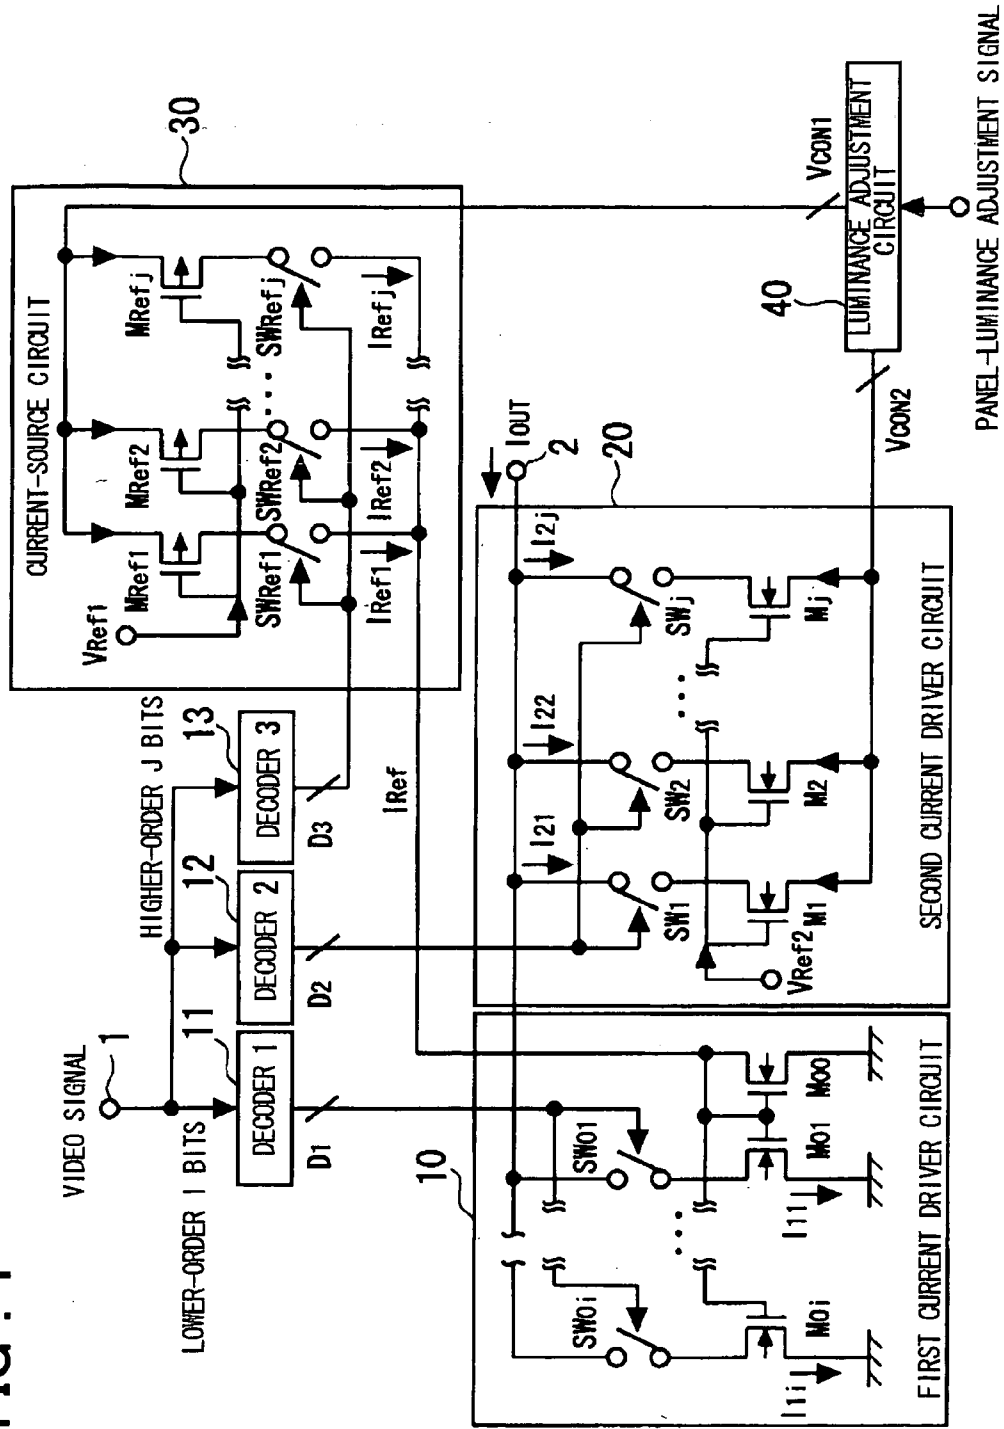 FIG. 1
VIDEO SIGNAL
1
LOWER-ORDER I BITS
HIGHER-ORDER J BITS
11
DECODER 1
D1
12
DECODER 2
D2
13
DECODER 3
D3
CURRENT-SOURCE CIRCUIT
30
VRef1
MRef1
MRef2
MRefj
SWRef1
SWRef2
...
SWRefj
IRef1
IRef2
IRefj
IRef
10
SW0i
SW01
...
M0i
M01
M00
I1i
I11
FIRST CURRENT DRIVER CIRCUIT
IOUT
2
20
I21
I22
I2j
SW1
SW2
SWj
...
VRef2
M1
M2
Mj
SECOND CURRENT DRIVER CIRCUIT
VCON1
VCON2
40
LUMINANCE ADJUSTMENT
CIRCUIT
PANEL-LUMINANCE ADJUSTMENT SIGNAL